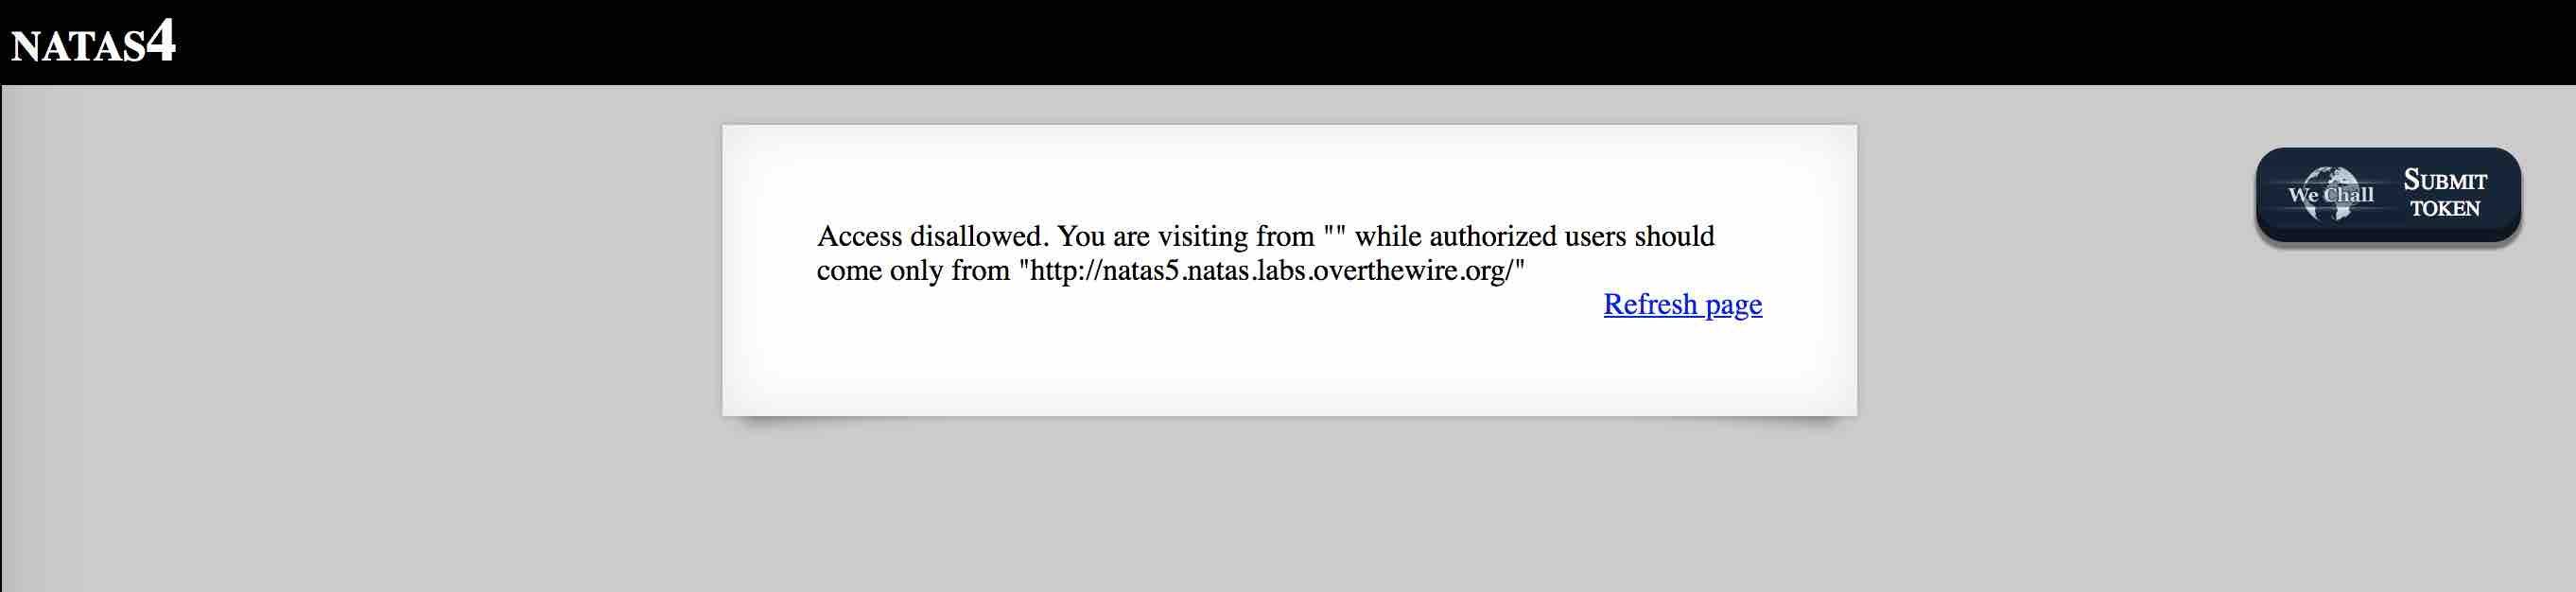 NATAS4
Access disallowed. You are visiting from "" while authorized users should
come only from "http://natas5.natas.labs.overthewire.org/"
Refresh page
We Chall
SUBMIT
TOKEN